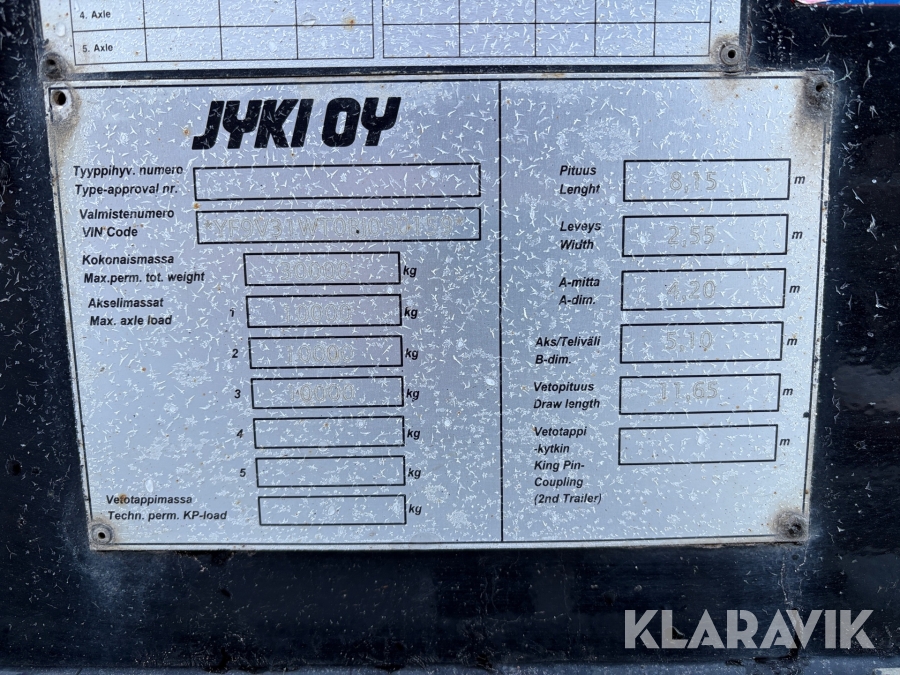 4. Axle
5. Axle
JYKI OY
Tyyppihyv. numero
Type-approval nr.
Valmistenumero
VIN Code
Kokonaismassa
Max.perm. tot. weight
kg
Akselimassat
Max. axle load
1
kg
2
kg
3
kg
4
kg
5
kg
Vetotappimassa
Techn. perm. KP-load
kg
Pituus
Lenght
8,15
m
Leveys
Width
2,55
m
A-mitta
A-dim.
4,20
m
Aks/Teliväli
B-dim.
5,10
m
Vetopituus
Draw length
11,65
m
Vetotappi
-kytkin
King Pin-
Coupling
(2nd Trailer)
m
KLARAVIK